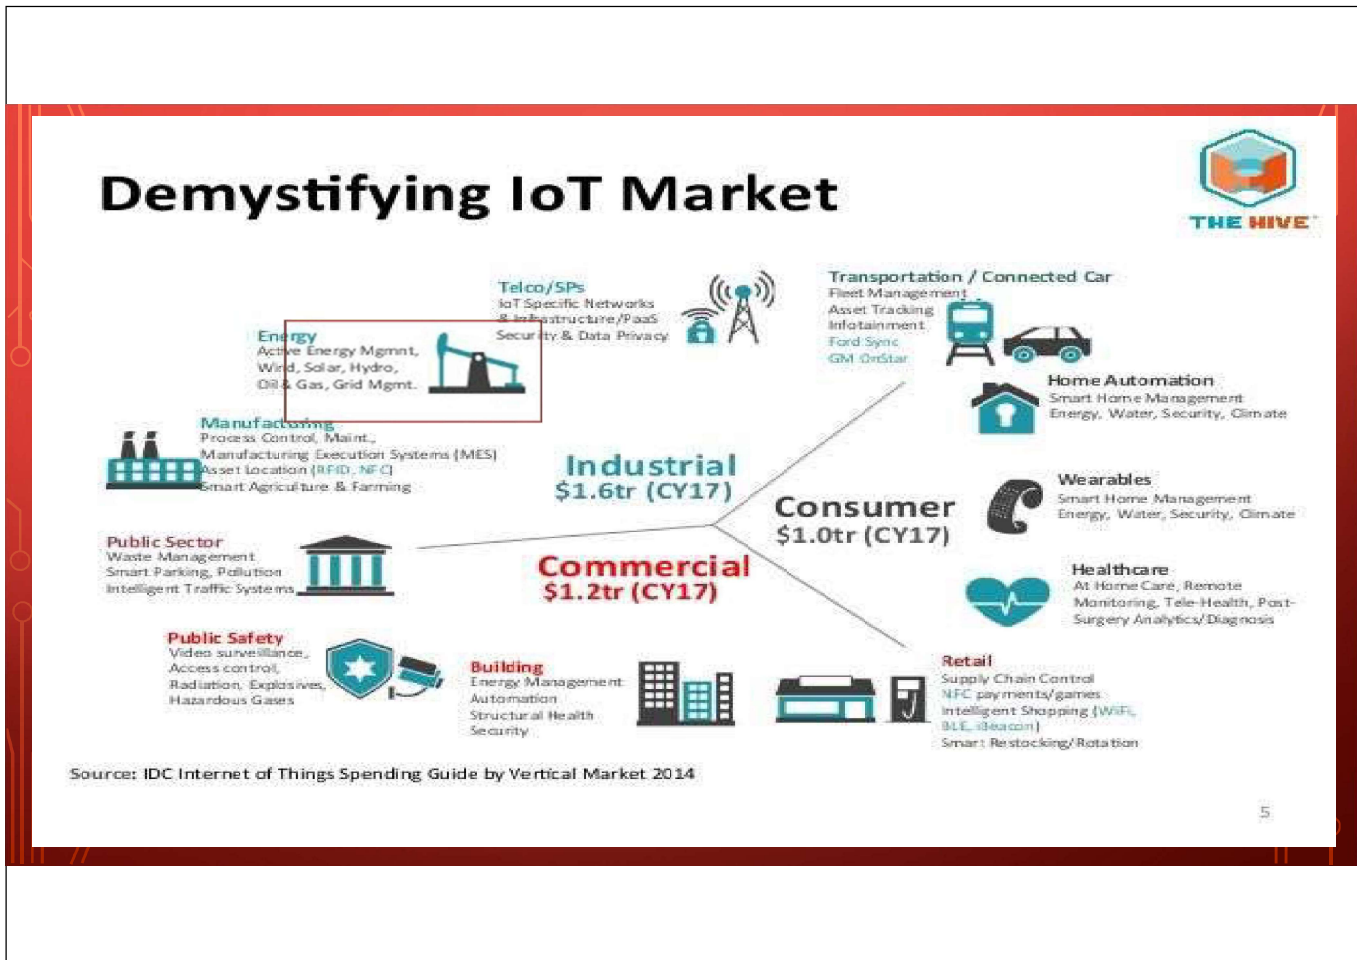 Demystifying IoT Market
THE HIVE
Telco/SPs
IoT Specific Networks
& Infrastructure/PaaS
Security & Data Privacy
Transportation / Connected Car
Fleet Management
Asset Tracking
Infotainment
Ford Sync
GM OnStar
Energy
Active Energy Mgmnt,
Wind, Solar, Hydro,
Oil & Gas, Grid Mgmt.
Home Automation
Smart Home Management
Energy, Water, Security, Climate
Manufacturing
Process Control, Maint.,
Manufacturing Execution Systems (MES)
Asset Location (RFID, NFC)
Smart Agriculture & Farming
Industrial
$1.6tr (CY17)
Consumer
$1.0tr (CY17)
Wearables
Smart Home Management
Energy, Water, Security, Climate
Public Sector
Waste Management
Smart Parking, Pollution
Intelligent Traffic Systems
Commercial
$1.2tr (CY17)
Healthcare
At Home Care, Remote
Monitoring, Tele-Health, Post-
Surgery Analytics/Diagnosis
Public Safety
Video surveillance,
Access control,
Radiation, Explosives,
Hazardous Gases
Building
Energy Management
Automation
Structural Health
Security
Retail
Supply Chain Control
NFC payments/games
Intelligent Shopping (WiFi,
BLE, iBeacon)
Smart Restocking/Rotation
Source: IDC Internet of Things Spending Guide by Vertical Market 2014
5